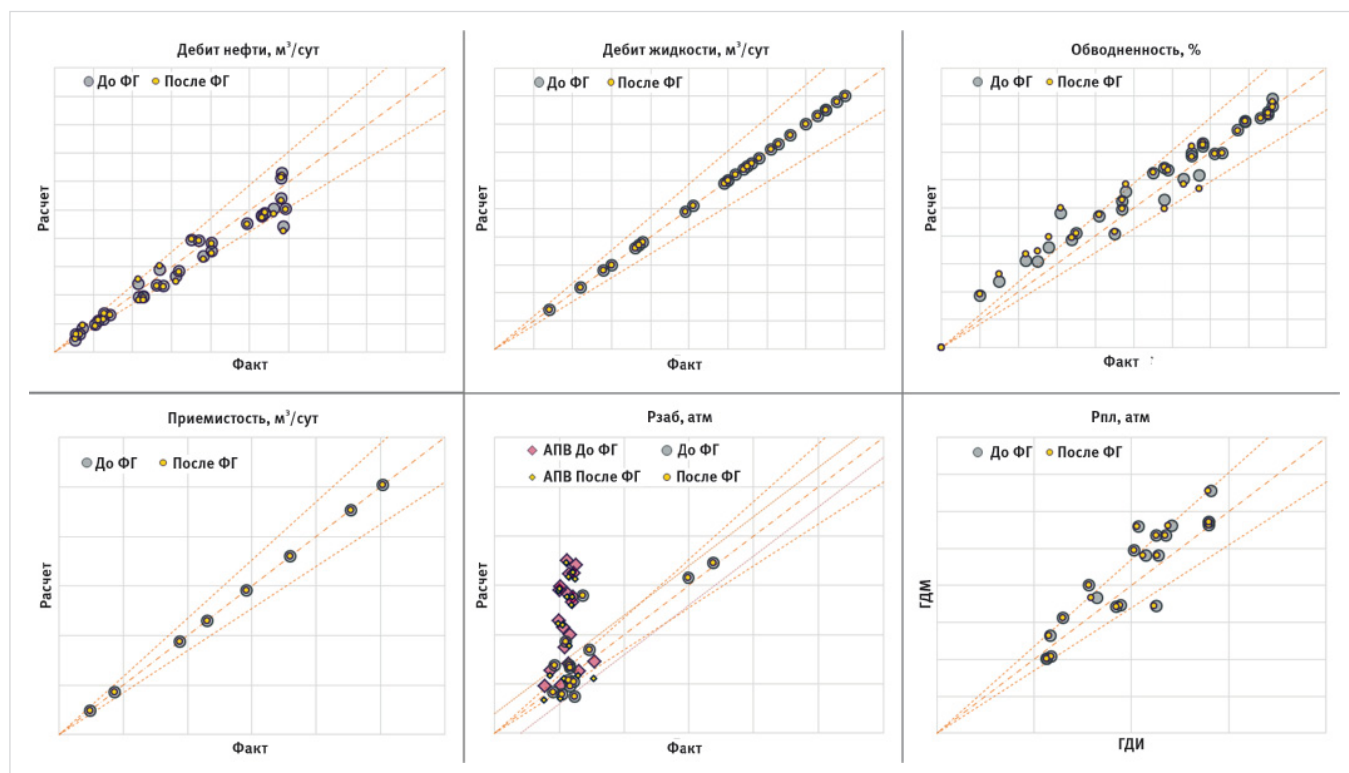 Дебит нефти, м³/сут
До ФГ После ФГ
Расчет
Факт
Дебит жидкости, м³/сут
До ФГ После ФГ
Расчет
Факт
Обводненность, %
До ФГ После ФГ
Расчет
Факт
Приемистость, м³/сут
До ФГ После ФГ
Расчет
Факт
Рзаб, атм
АПВ До ФГ До ФГ
АПВ После ФГ После ФГ
Расчет
Факт
Рпл, атм
До ФГ После ФГ
ГДМ
ГДИ